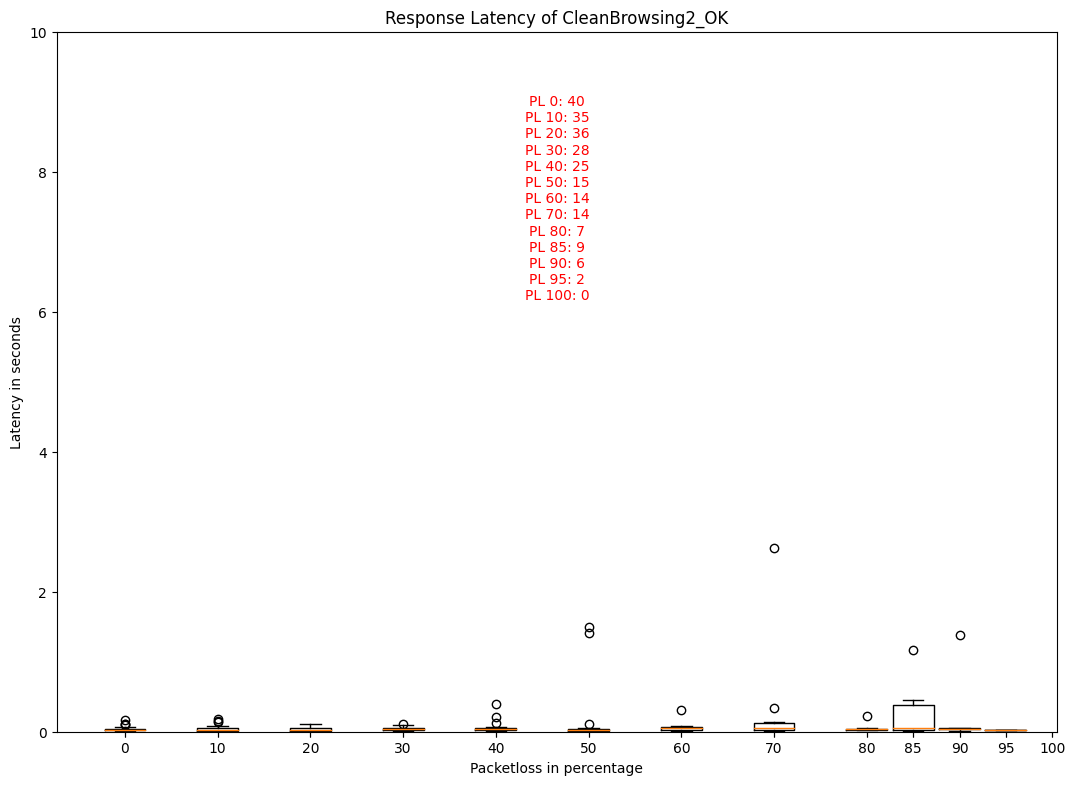 Response Latency of CleanBrowsing2_OK
10
8
6
4
2
0
Latency in seconds
PL 0: 40
PL 10: 35
PL 20: 36
PL 30: 28
PL 40: 25
PL 50: 15
PL 60: 14
PL 70: 14
PL 80: 7
PL 85: 9
PL 90: 6
PL 95: 2
PL 100: 0
0 10 20 30 40 50 60 70 80 85 90 95 100
Packetloss in percentage